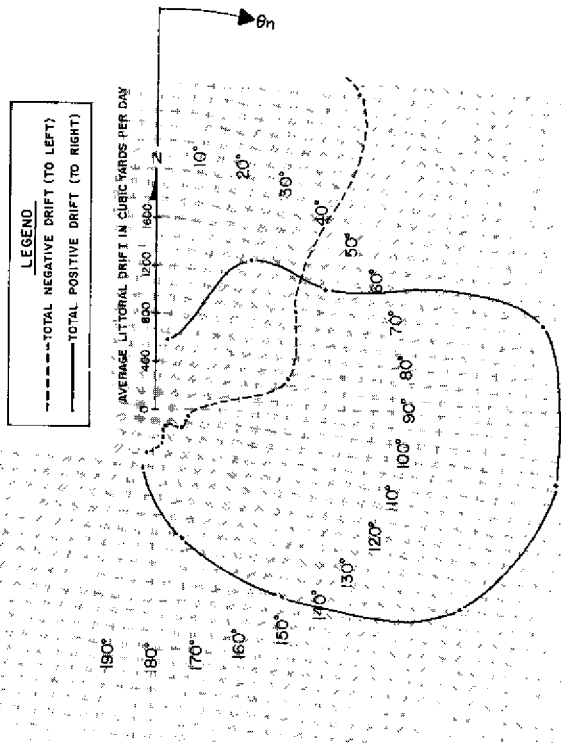 θn
LEGEND
TOTAL NEGATIVE DRIFT (TO LEFT)
TOTAL POSITIVE DRIFT (TO RIGHT)
AVERAGE LITTORAL DRIFT IN CUBIC YARDS PER DAY
0 400 800 1200 1600
N
10°
20°
30°
40°
50°
60°
70°
80°
90°
100°
110°
120°
130°
140°
150°
160°
170°
180°
190°